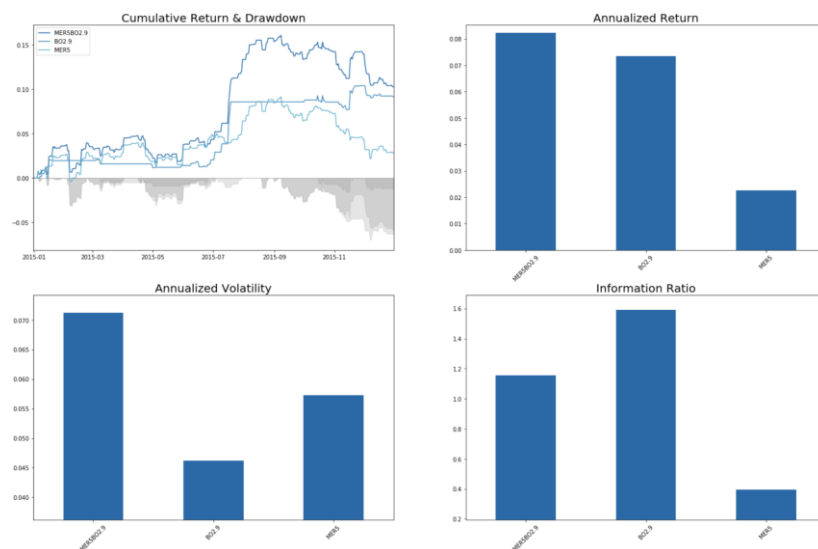 Cumulative Return & Drawdown
MER5BO2.9
BO2.9
MER5
0.15
0.10
0.05
0.00
−0.05
2015-01
2015-03
2015-05
2015-07
2015-09
2015-11
Annualized Return
0.08
0.07
0.06
0.05
0.04
0.03
0.02
0.01
0.00
MER5BO2.9
BO2.9
MER5
Annualized Volatility
0.070
0.065
0.060
0.055
0.050
0.045
0.040
MER5BO2.9
BO2.9
MER5
Information Ratio
1.6
1.4
1.2
1.0
0.8
0.6
0.4
0.2
MER5BO2.9
BO2.9
MER5